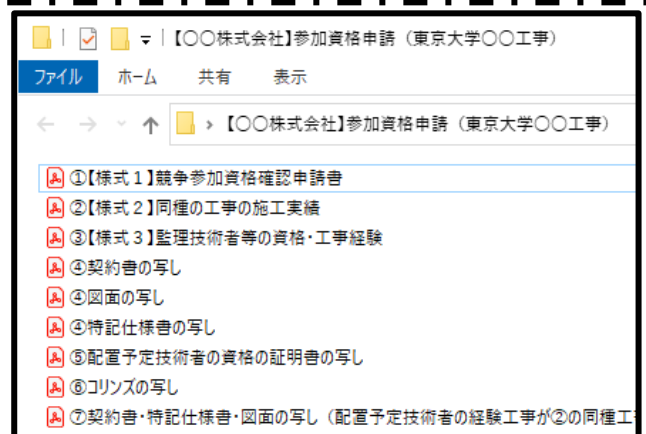 【〇〇株式会社】参加資格申請（東京大学〇〇工事）
ファイル ホーム 共有 表示
【〇〇株式会社】参加資格申請（東京大学〇〇工事）
①【様式１】競争参加資格確認申請書
②【様式２】同種の工事の施工実績
③【様式３】監理技術者等の資格・工事経験
④契約書の写し
④図面の写し
④特記仕様書の写し
⑤配置予定技術者の資格の証明書の写し
⑥コリンズの写し
⑦契約書・特記仕様書・図面の写し（配置予定技術者の経験工事が②の同種工